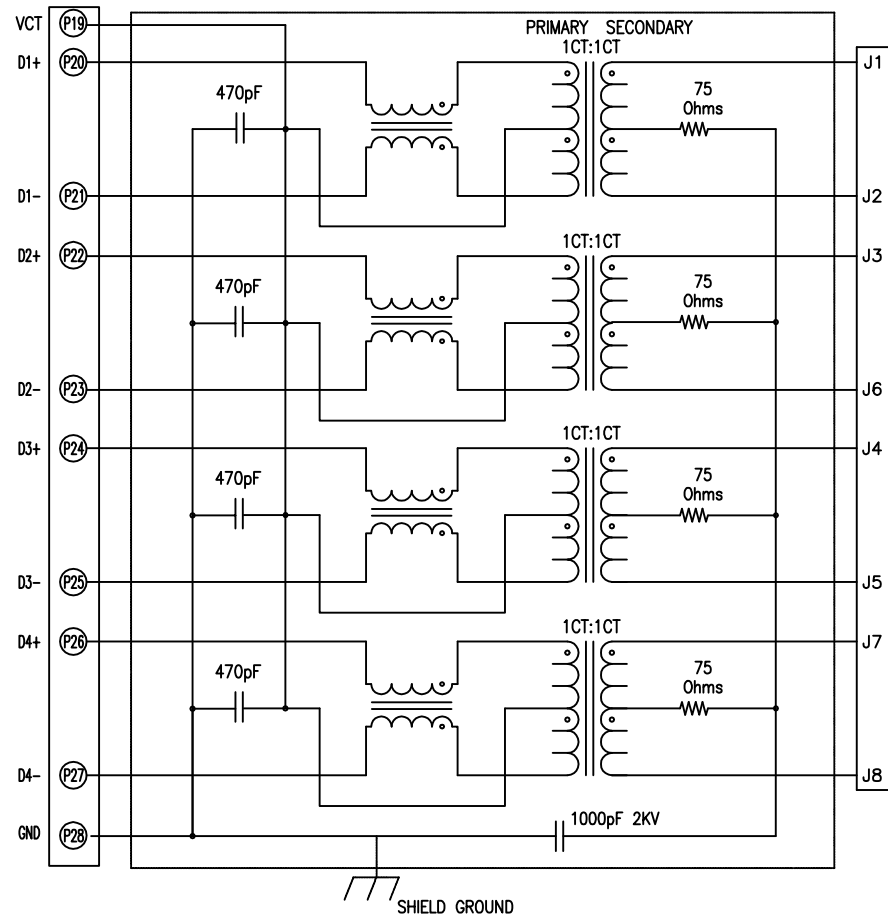 VCT P19
PRIMARY SECONDARY
1CT:1CT
D1+ P20 J1
470pF
75
Ohms
D1- P21 J2
D2+ P22 J3
1CT:1CT
470pF
75
Ohms
D2- P23 J6
1CT:1CT
D3+ P24 J4
470pF
75
Ohms
D3- P25 J5
1CT:1CT
D4+ P26 J7
470pF
75
Ohms
D4- P27 J8
1000pF 2KV
GND P28
SHIELD GROUND